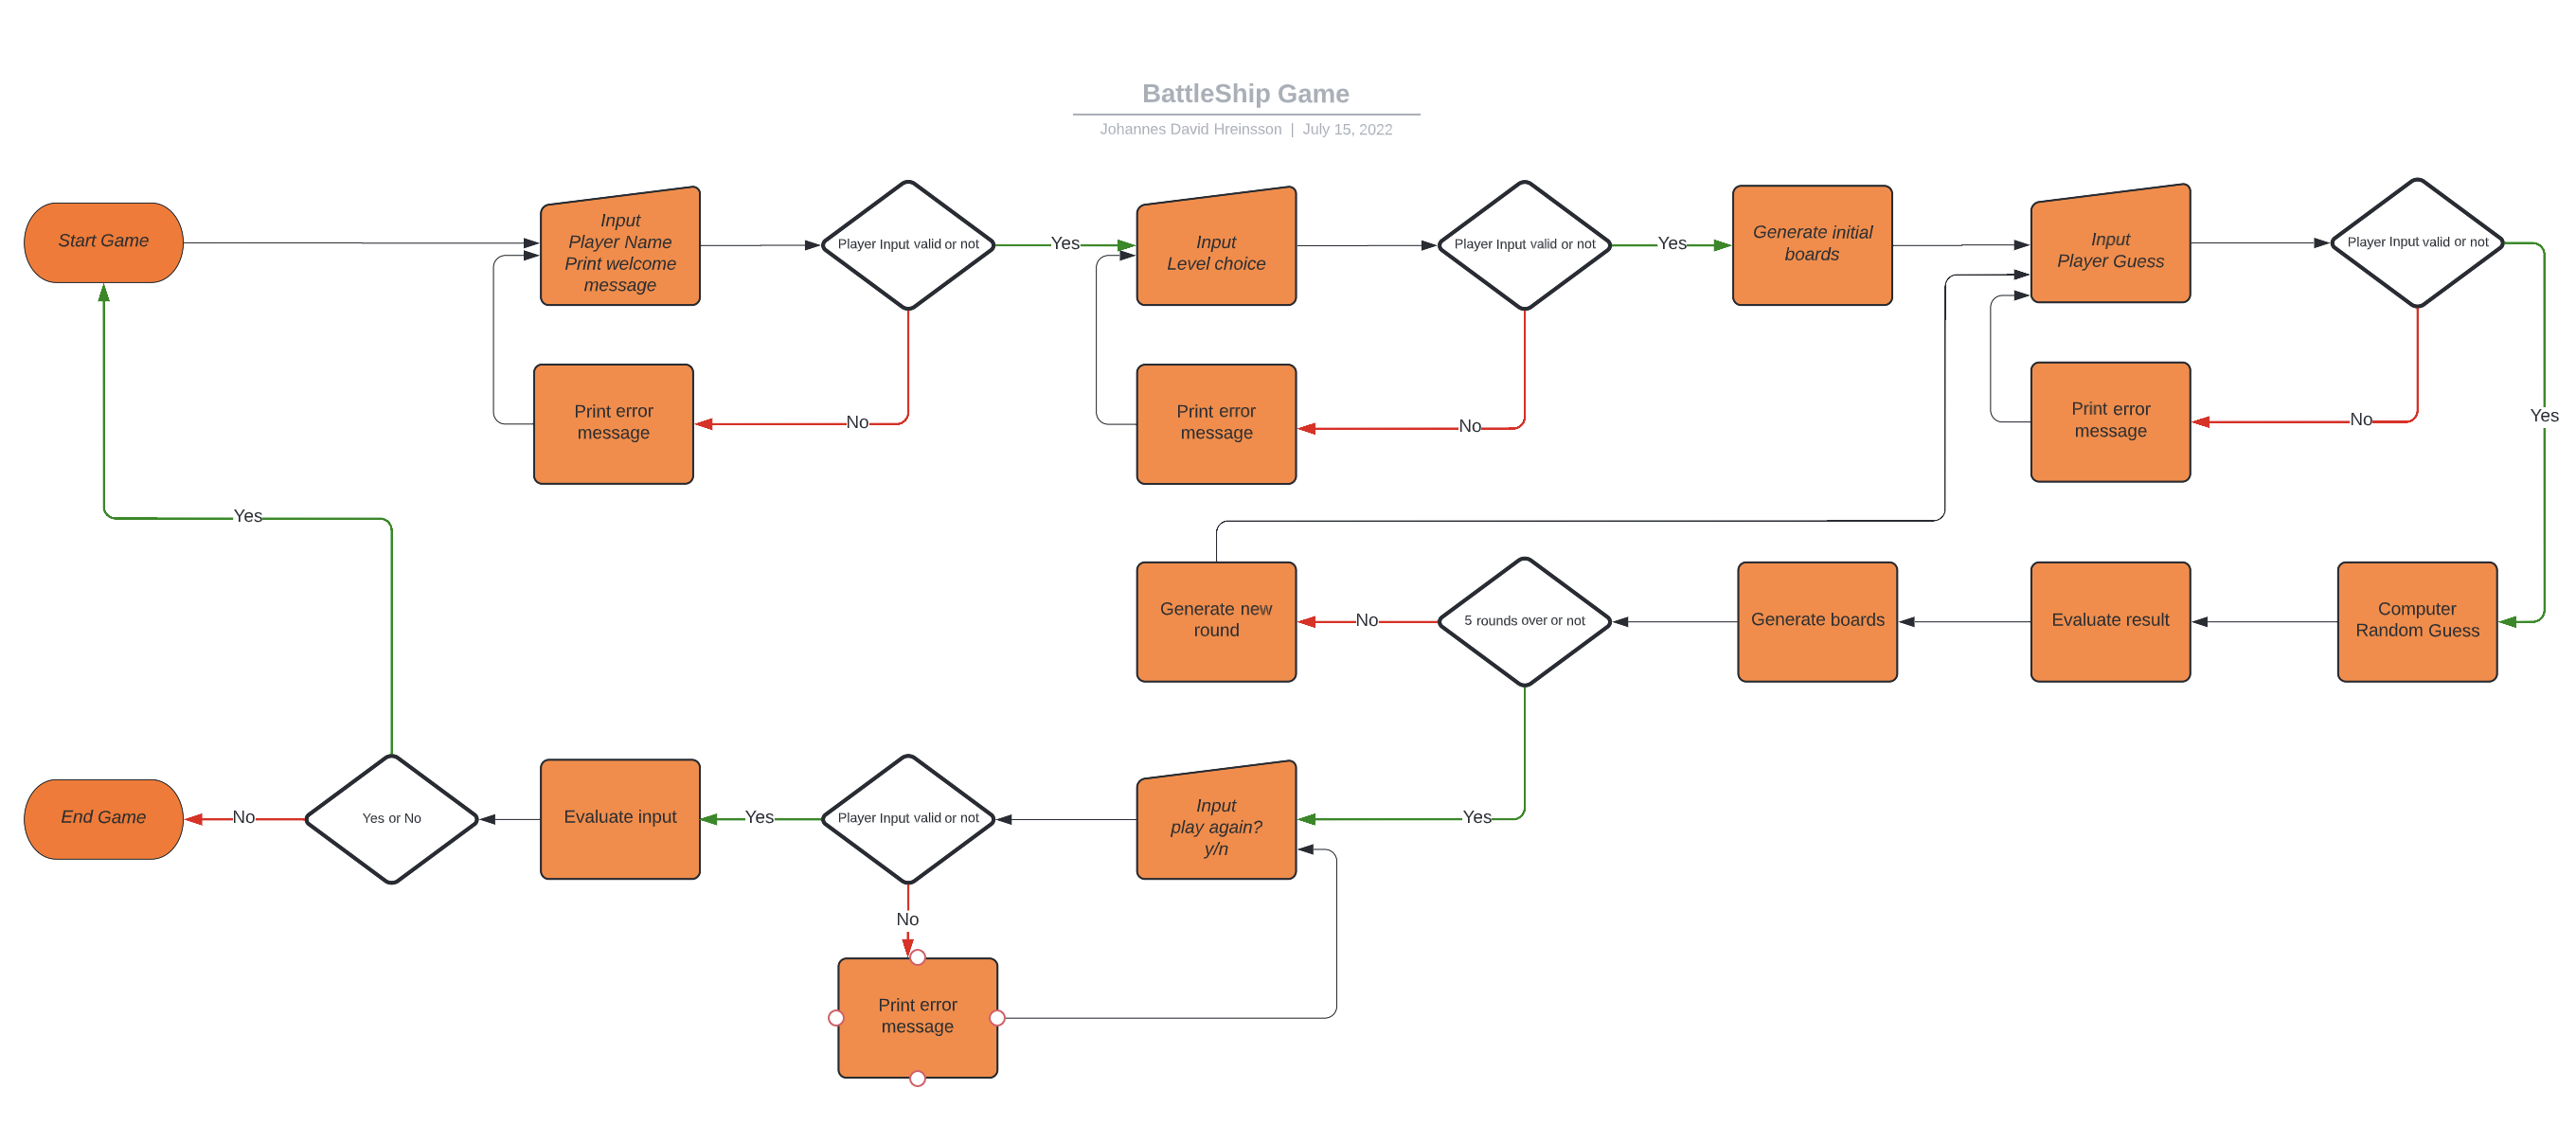 BattleShip Game
Johannes David Hreinsson | July 15, 2022
Start Game
Input
Player Name
Print welcome
message
Player Input valid or not
Yes
Input
Level choice
Player Input valid or not
Yes
Generate initial
boards
Input
Player Guess
Player Input valid or not
Print error
message
No
Print error
message
No
Print error
message
No
Yes
Yes
Generate new
round
No
5 rounds over or not
Generate boards
Evaluate result
Computer
Random Guess
End Game
No
Yes or No
Evaluate input
Yes
Player Input valid or not
Input
play again?
y/n
Yes
No
Print error
message